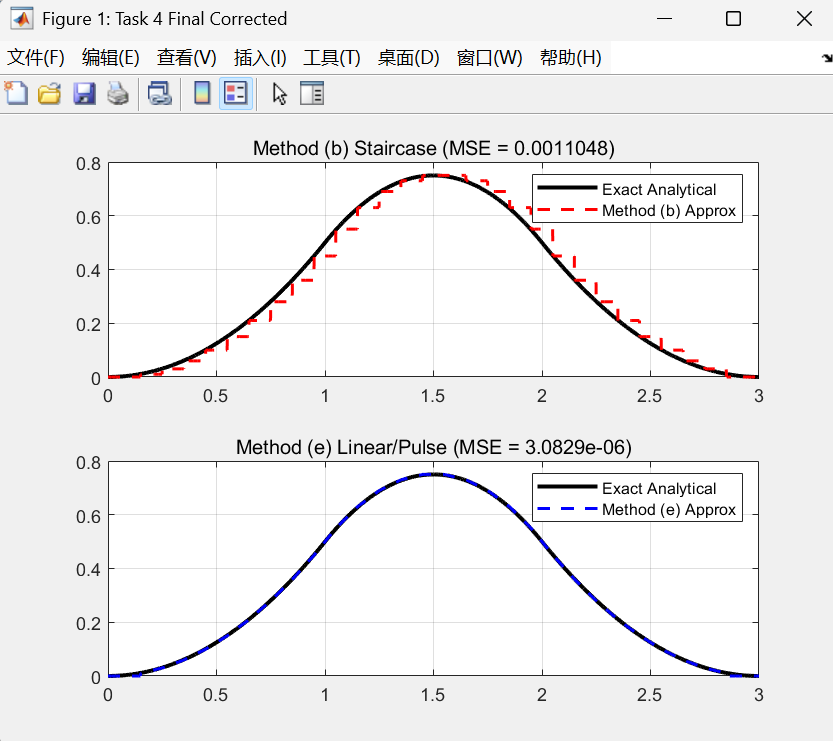 Figure 1: Task 4 Final Corrected
文件(F) 编辑(E) 查看(V) 插入(I) 工具(T) 桌面(D) 窗口(W) 帮助(H)
Method (b) Staircase (MSE = 0.0011048)
0.8
Exact Analytical
Method (b) Approx
0.6
0.4
0.2
0
0 0.5 1 1.5 2 2.5 3
Method (e) Linear/Pulse (MSE = 3.0829e-06)
0.8
Exact Analytical
Method (e) Approx
0.6
0.4
0.2
0
0 0.5 1 1.5 2 2.5 3